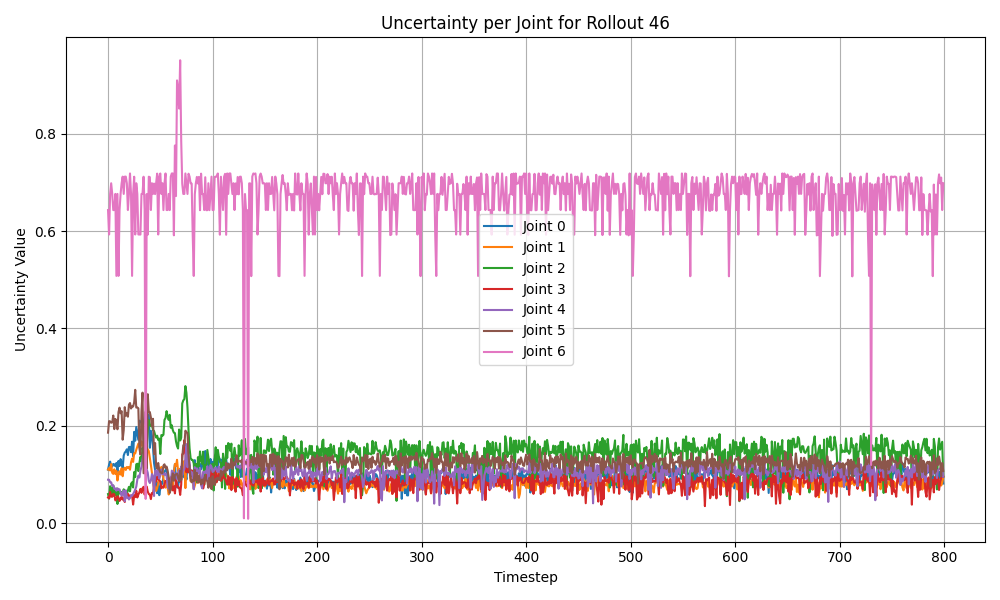 Uncertainty per Joint for Rollout 46
Uncertainty Value
0.8
0.6
0.4
0.2
0.0
Joint 0
Joint 1
Joint 2
Joint 3
Joint 4
Joint 5
Joint 6
0 100 200 300 400 500 600 700 800
Timestep